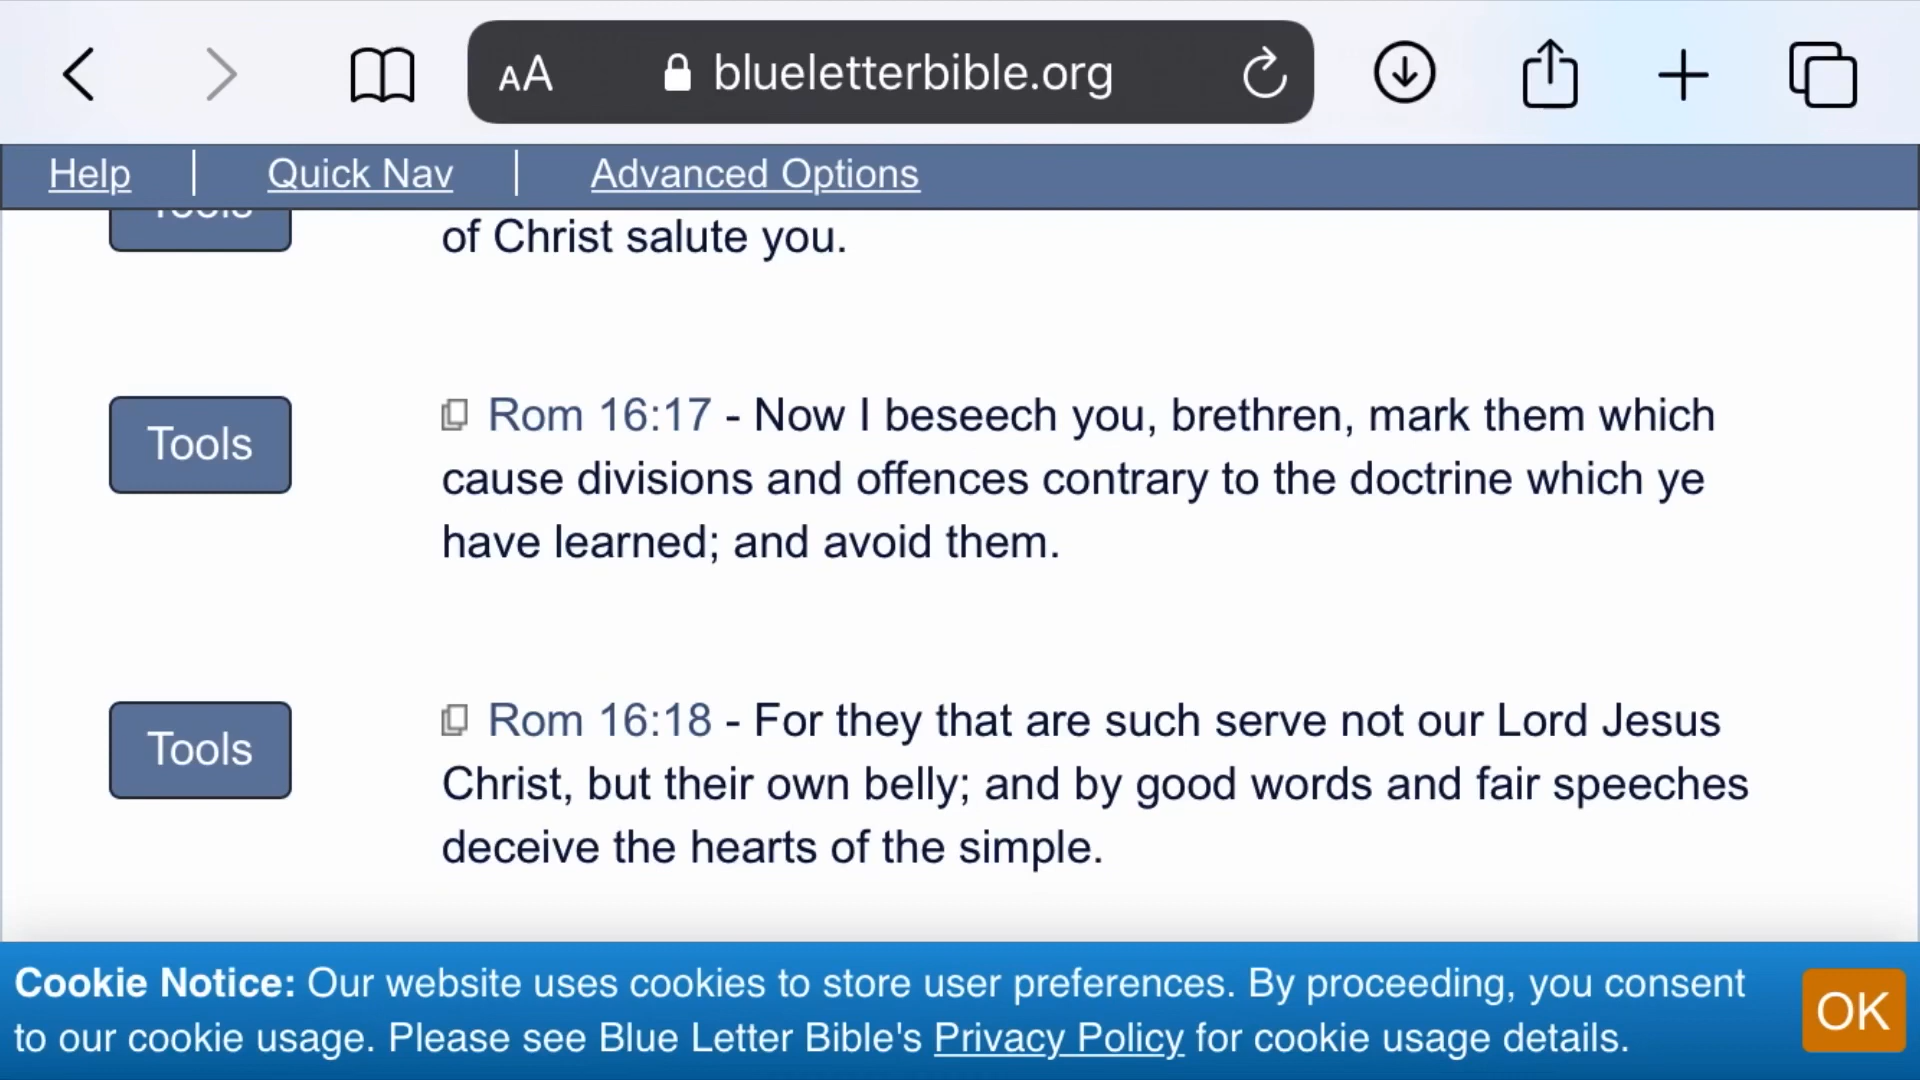 AA blueletterbible.org
Help | Quick Nav | Advanced Options
Tools
of Christ salute you.
Tools
Rom 16:17 - Now I beseech you, brethren, mark them which
cause divisions and offences contrary to the doctrine which ye
have learned; and avoid them.
Tools
Rom 16:18 - For they that are such serve not our Lord Jesus
Christ, but their own belly; and by good words and fair speeches
deceive the hearts of the simple.
Cookie Notice: Our website uses cookies to store user preferences. By proceeding, you consent
to our cookie usage. Please see Blue Letter Bible's Privacy Policy for cookie usage details.
OK